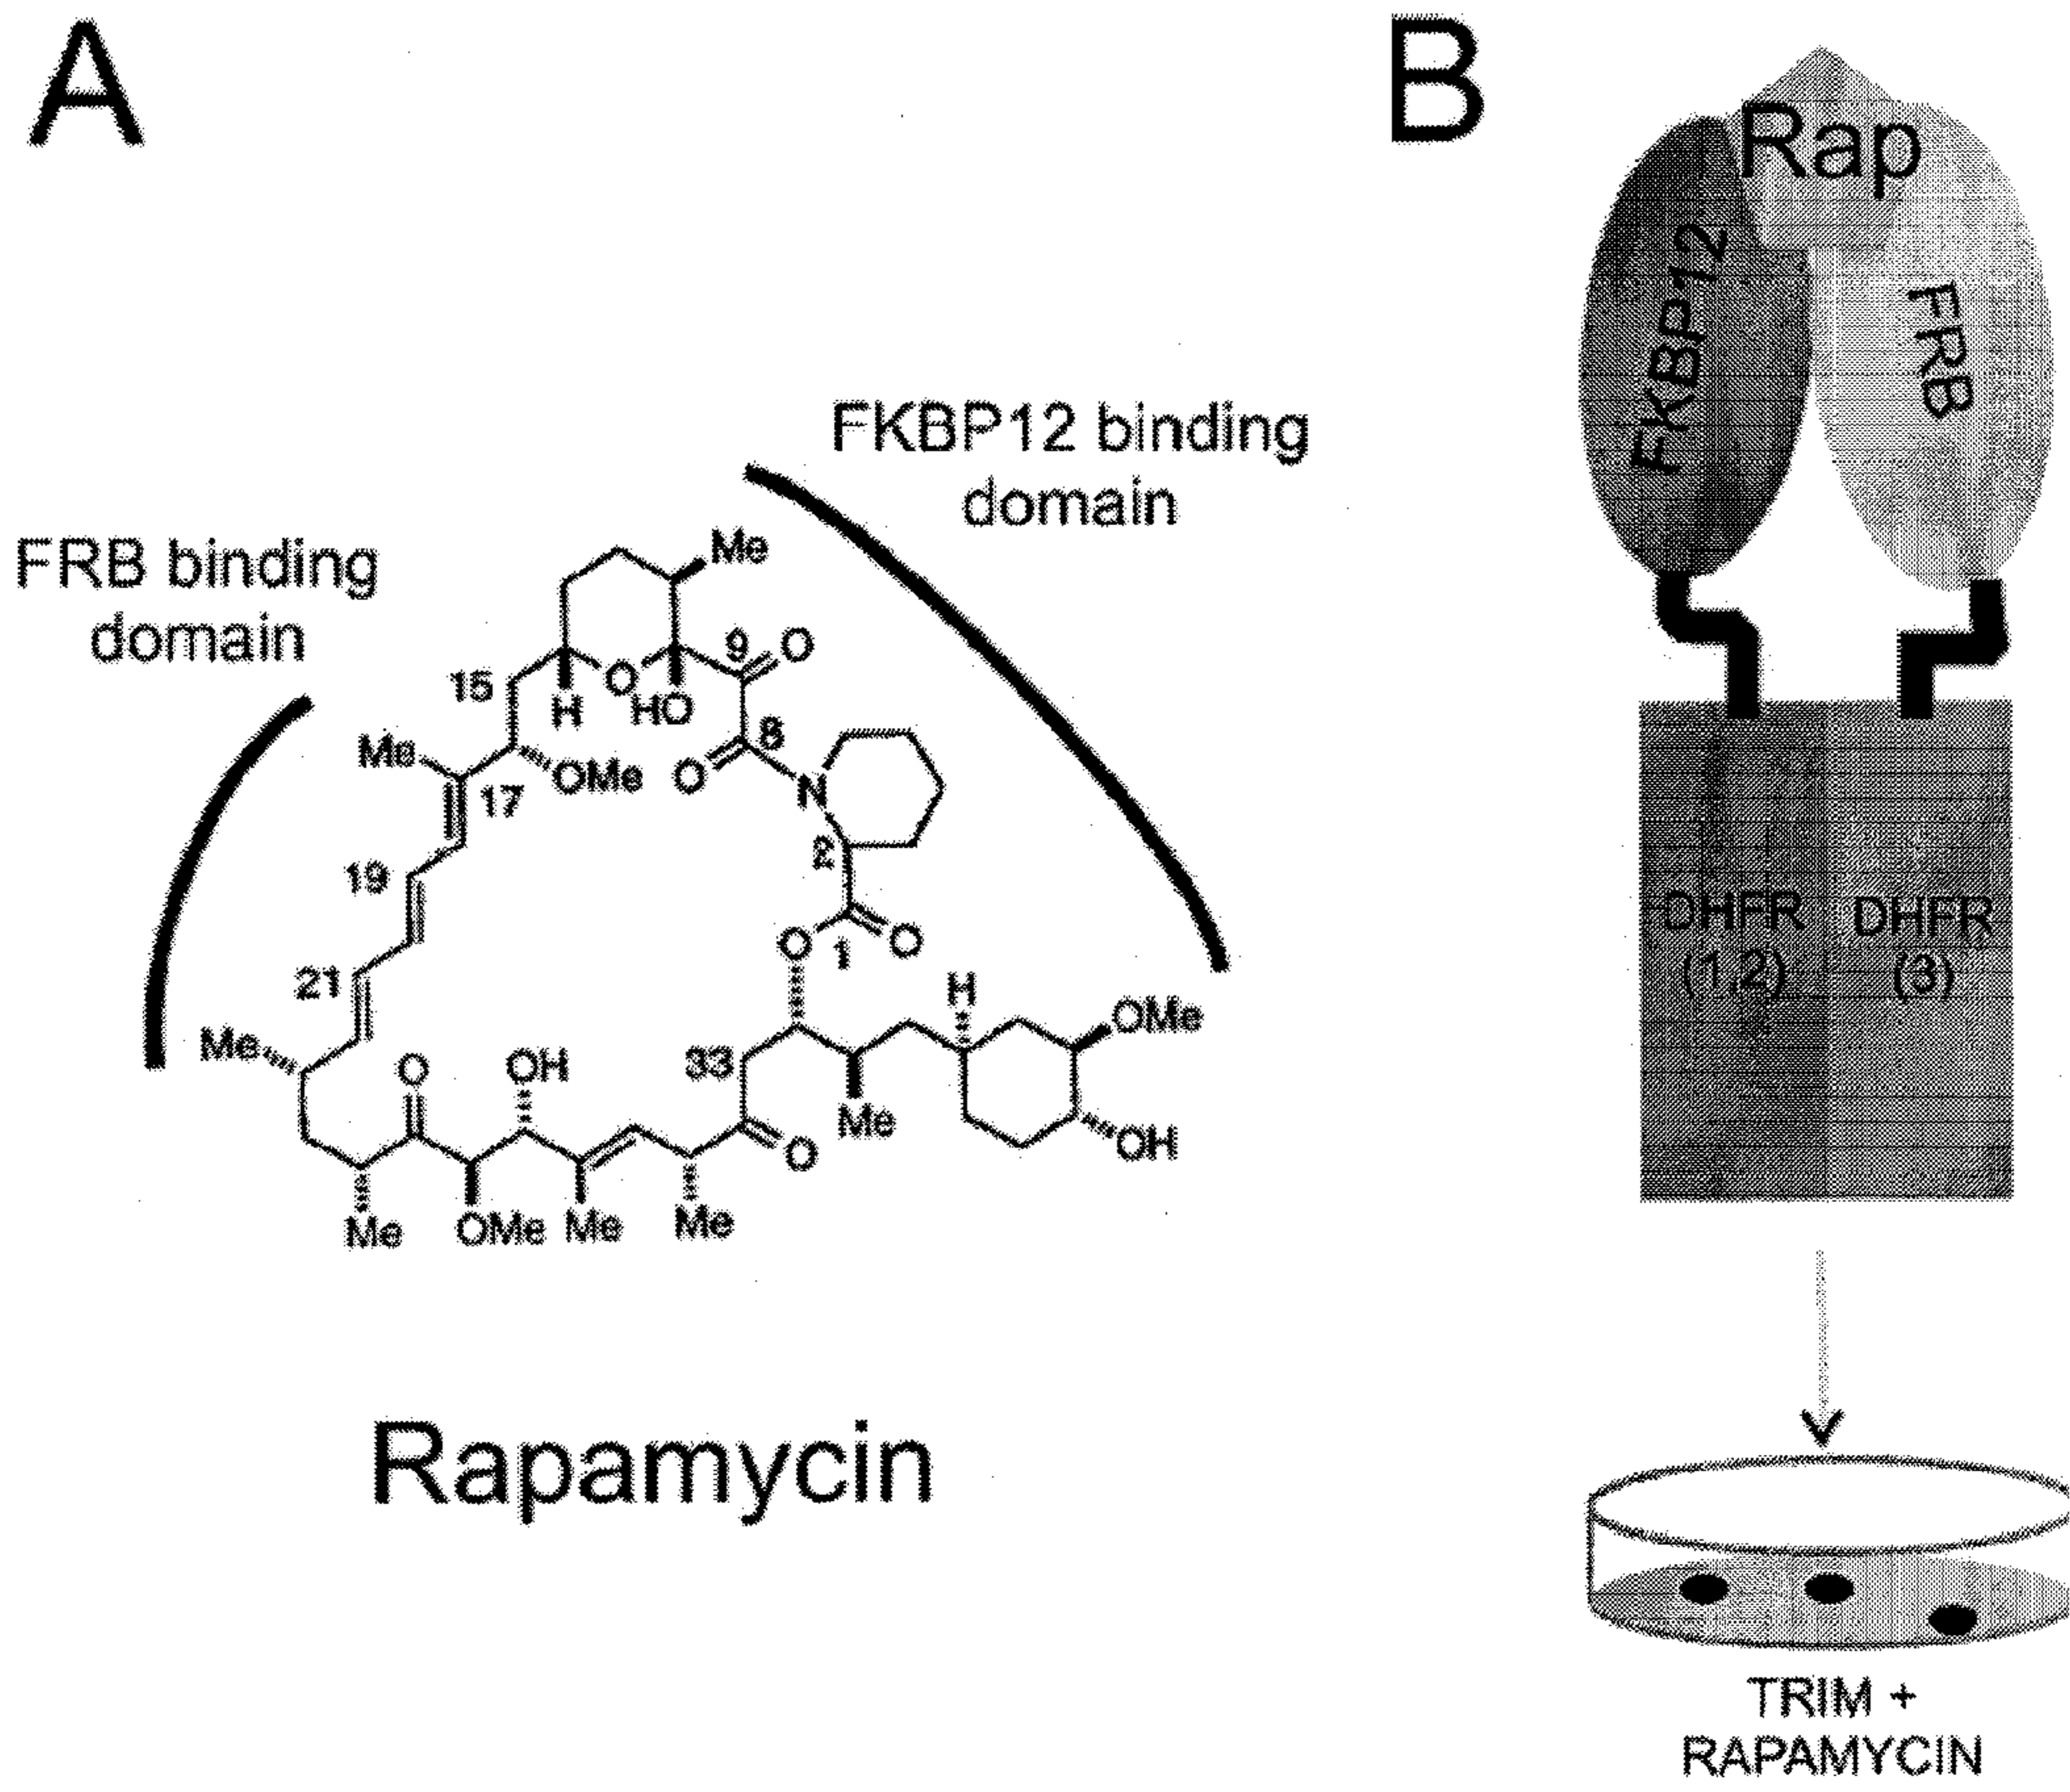 A
B
Rap
FKBP12
FRB
FKBP12 binding
domain
FRB binding
domain
Me
9
O
15
O
H
HO
8
Me
OMe
O
N
17
2
19
O
1
O
21
H
OMe
Me
O
OH
33
Me
OH
O
Me
OMe
Me
Me
DHFR
(1,2)
DHFR
(3)
Rapamycin
TRIM +
RAPAMYCIN